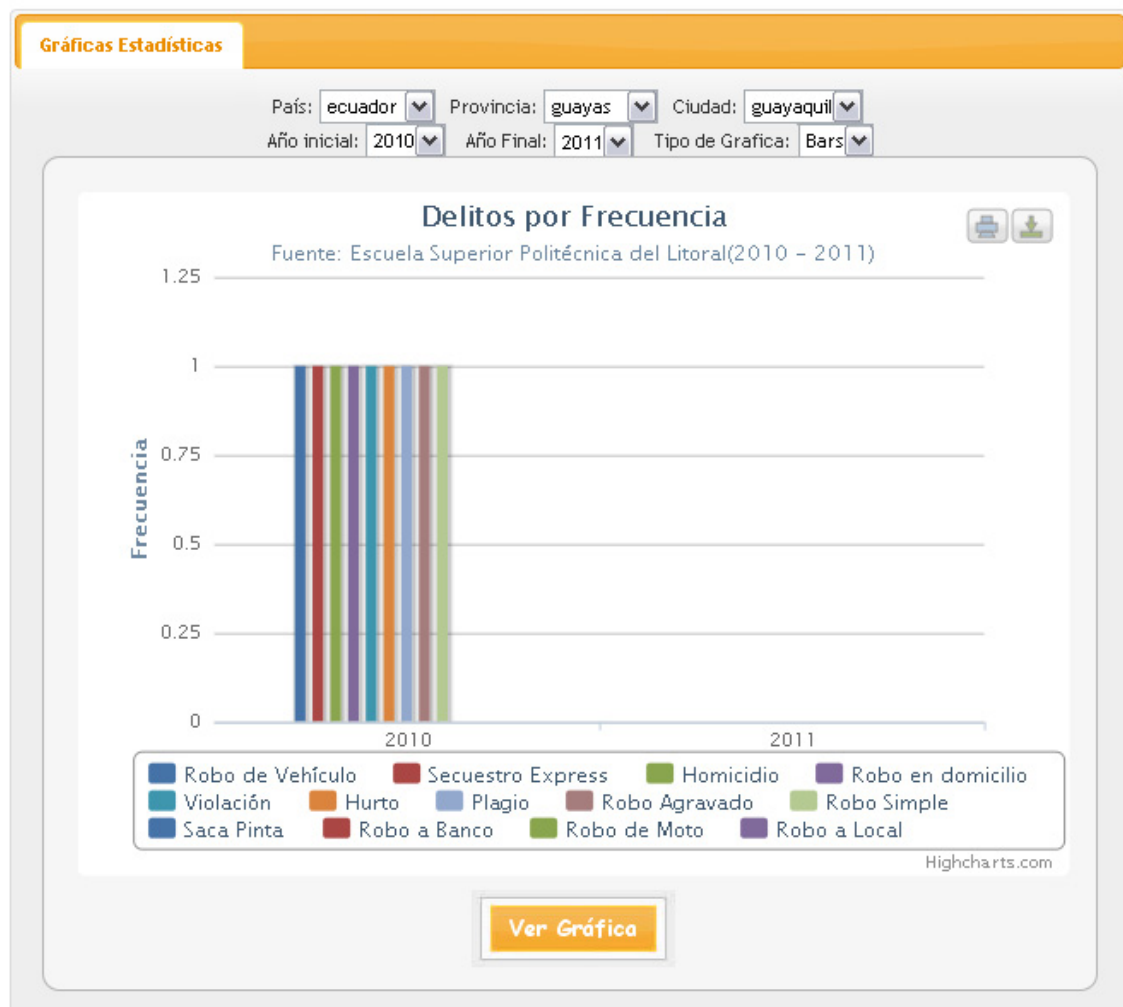 Gráficas Estadísticas
País: ecuador Provincia: guayas Ciudad: guayaquil
Año inicial: 2010 Año Final: 2011 Tipo de Grafica: Bars
Delitos por Frecuencia
Fuente: Escuela Superior Politécnica del Litoral(2010 – 2011)
1.25
1
0.75
0.5
0.25
0
Frecuencia
2010 2011
Robo de Vehículo Secuestro Express Homicidio Robo en domicilio
Violación Hurto Plagio Robo Agravado Robo Simple
Saca Pinta Robo a Banco Robo de Moto Robo a Local
Highcharts.com
Ver Gráfica